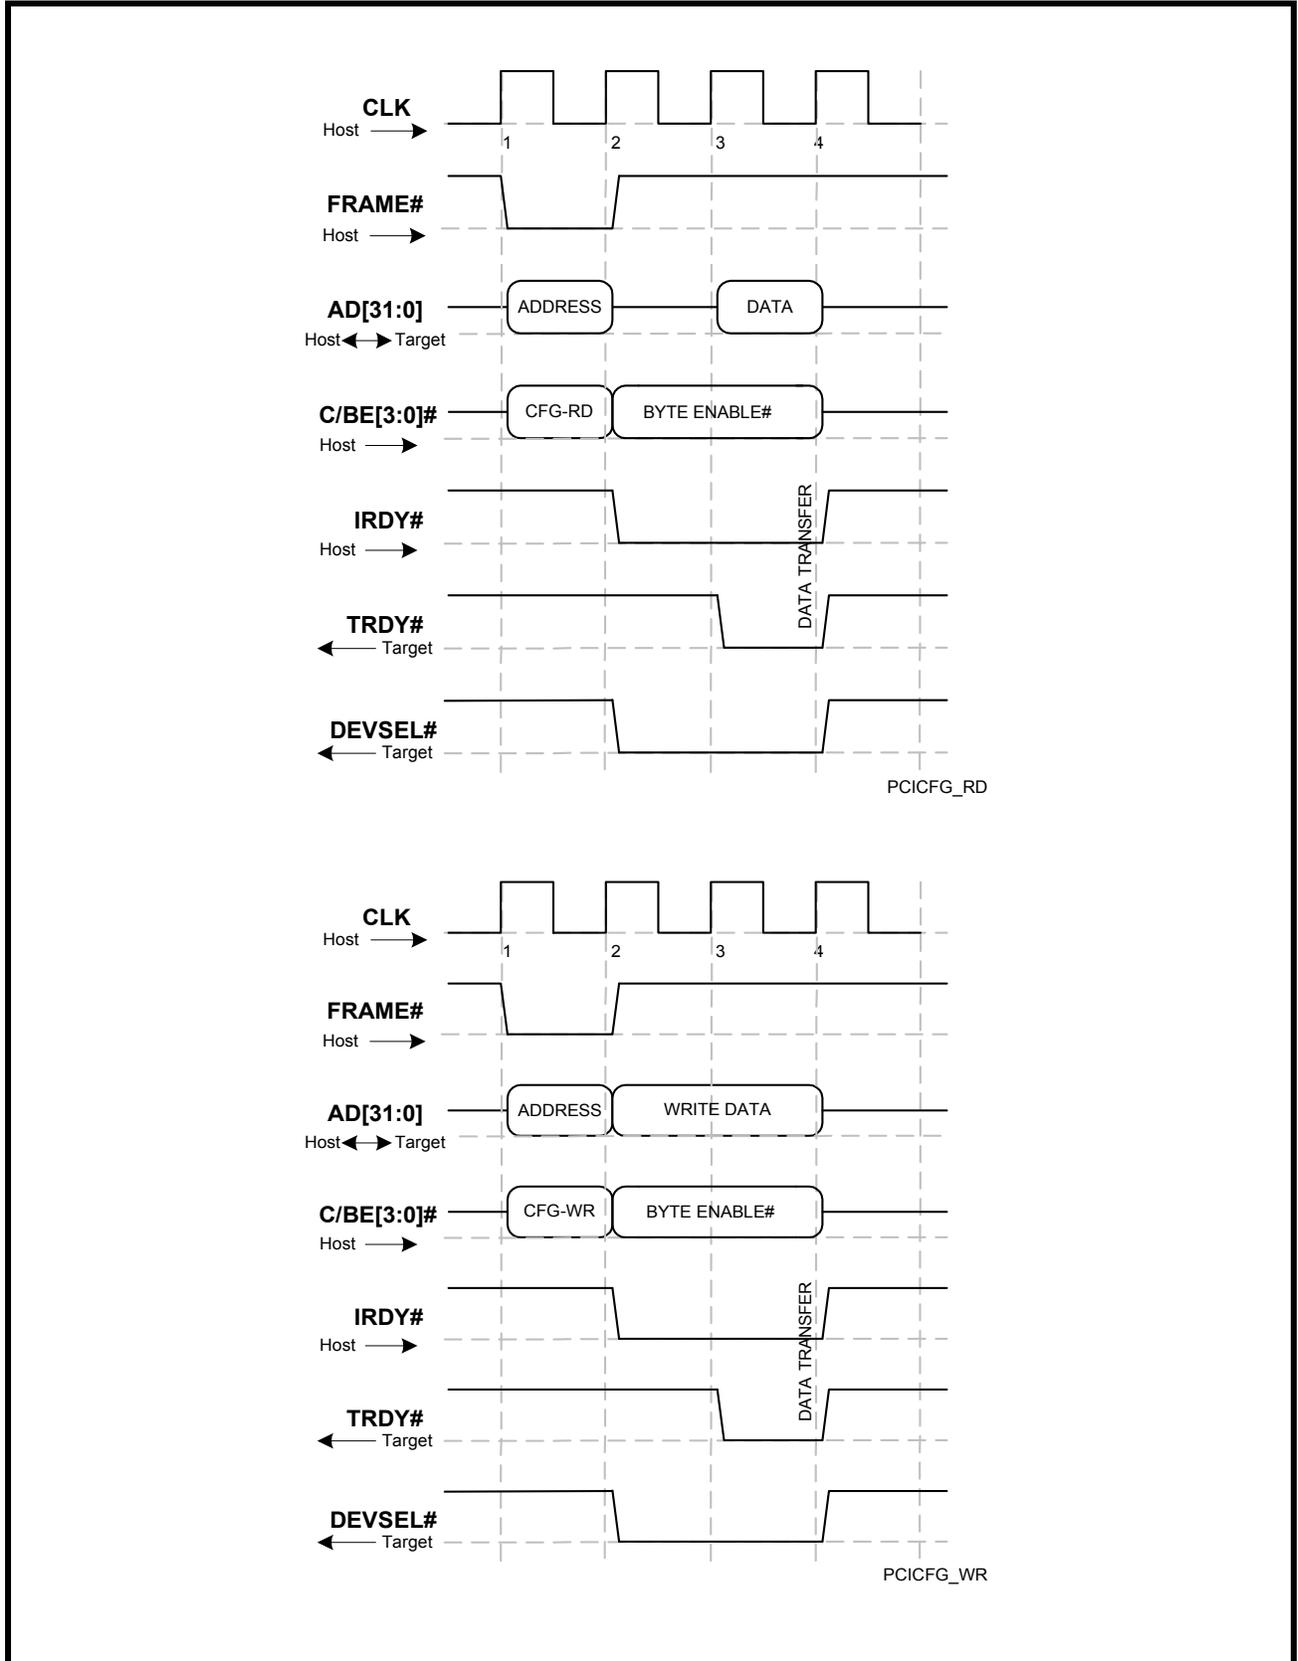 CLK
Host
1 2 3 4
FRAME#
Host
AD[31:0]
ADDRESS DATA
Host Target
C/BE[3:0]#
CFG-RD BYTE ENABLE#
Host
IRDY#
Host
DATA TRANSFER
TRDY#
Target
DEVSEL#
Target
PCICFG_RD
CLK
Host
1 2 3 4
FRAME#
Host
AD[31:0]
ADDRESS WRITE DATA
Host Target
C/BE[3:0]#
CFG-WR BYTE ENABLE#
Host
IRDY#
Host
DATA TRANSFER
TRDY#
Target
DEVSEL#
Target
PCICFG_WR